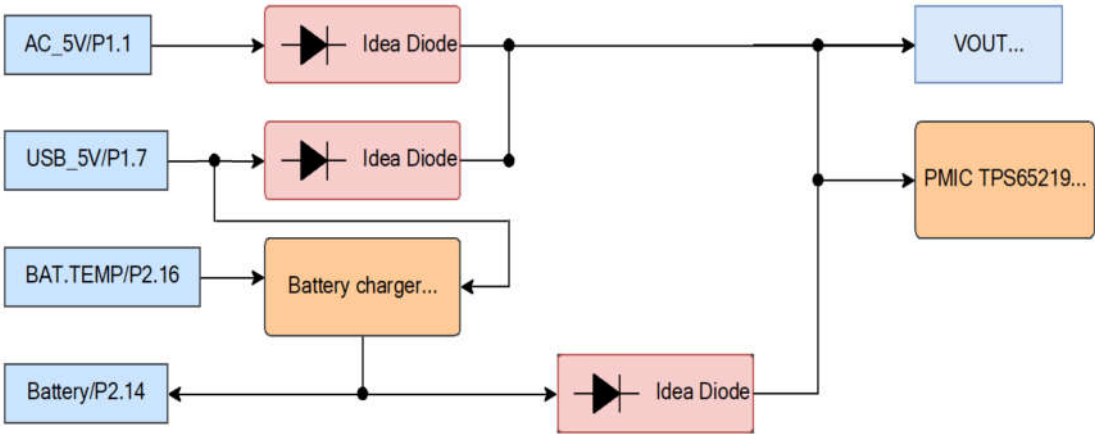 AC_5V/P1.1
Idea Diode
VOUT...
USB_5V/P1.7
Idea Diode
PMIC TPS65219...
BAT.TEMP/P2.16
Battery charger...
Battery/P2.14
Idea Diode